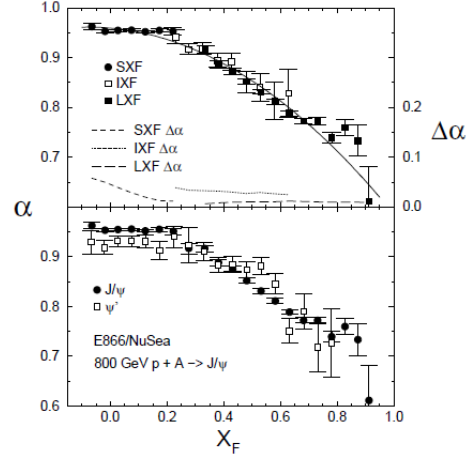 1.0
0.9
SXF
IXF
LXF
0.8
0.2
SXF Δα
IXF Δα
LXF Δα
0.7
0.1
Δα
α
0.0
0.9
J/ψ
ψ'
0.8
E866/NuSea
0.7
800 GeV p + A -> J/ψ
0.6
0.0 0.2 0.4 0.6 0.8 1.0
X_F